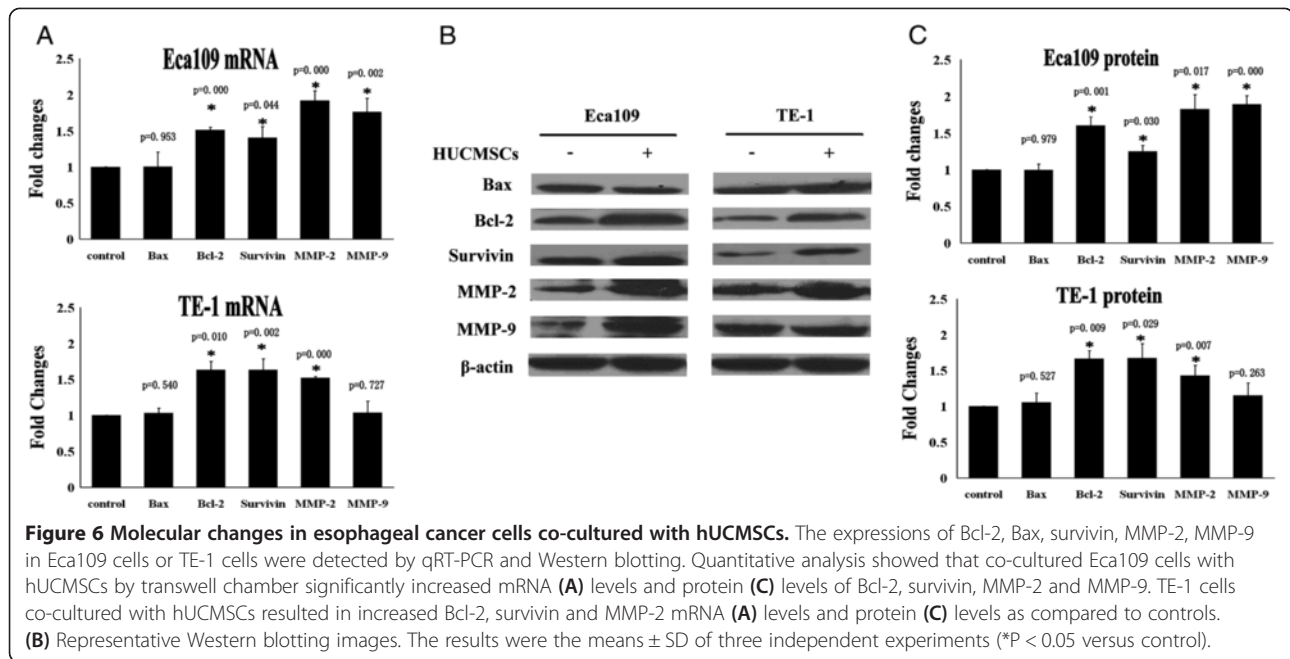 A
Eca109 mRNA
Fold changes
2.5
2
1.5
1
0.5
0
p=0.953
p=0.000
*
p=0.044
*
p=0.000
*
p=0.002
*
control Bax Bcl-2 Survivin MMP-2 MMP-9
TE-1 mRNA
Fold Changes
2.5
2
1.5
1
0.5
0
p=0.540
p=0.010
*
p=0.002
*
p=0.000
*
p=0.727
control Bax Bcl-2 Survivin MMP-2 MMP-9
B
Eca109 TE-1
HUCMSCs - + - +
Bax
Bcl-2
Survivin
MMP-2
MMP-9
β-actin
C
Eca109 protein
Fold changes
2.5
2
1.5
1
0.5
0
p=0.979
p=0.001
*
p=0.030
*
p=0.017
*
p=0.000
*
control Bax Bcl-2 Survivin MMP-2 MMP-9
TE-1 protein
Fold changes
2.5
2
1.5
1
0.5
0
p=0.527
p=0.009
*
p=0.029
*
p=0.007
*
p=0.263
control Bax Bcl-2 Survivin MMP-2 MMP-9
Figure 6 Molecular changes in esophageal cancer cells co-cultured with hUCMSCs. The expressions of Bcl-2, Bax, survivin, MMP-2, MMP-9
in Eca109 cells or TE-1 cells were detected by qRT-PCR and Western blotting. Quantitative analysis showed that co-cultured Eca109 cells with
hUCMSCs by transwell chamber significantly increased mRNA (A) levels and protein (C) levels of Bcl-2, survivin, MMP-2 and MMP-9. TE-1 cells
co-cultured with hUCMSCs resulted in increased Bcl-2, survivin and MMP-2 mRNA (A) levels and protein (C) levels as compared to controls.
(B) Representative Western blotting images. The results were the means ± SD of three independent experiments (*P < 0.05 versus control).